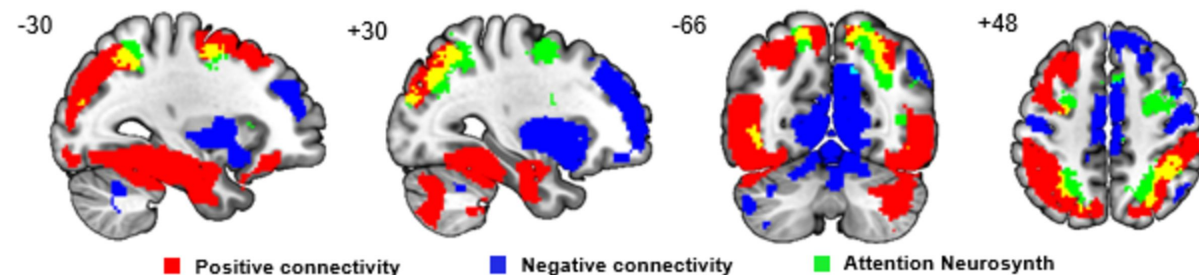 -30
+30
-66
+48
Positive connectivity
Negative connectivity
Attention Neurosynth